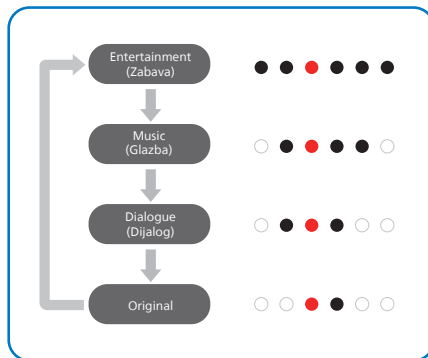 Entertainment
(Zabava)
Music
(Glazba)
Dialogue
(Dijalog)
Original